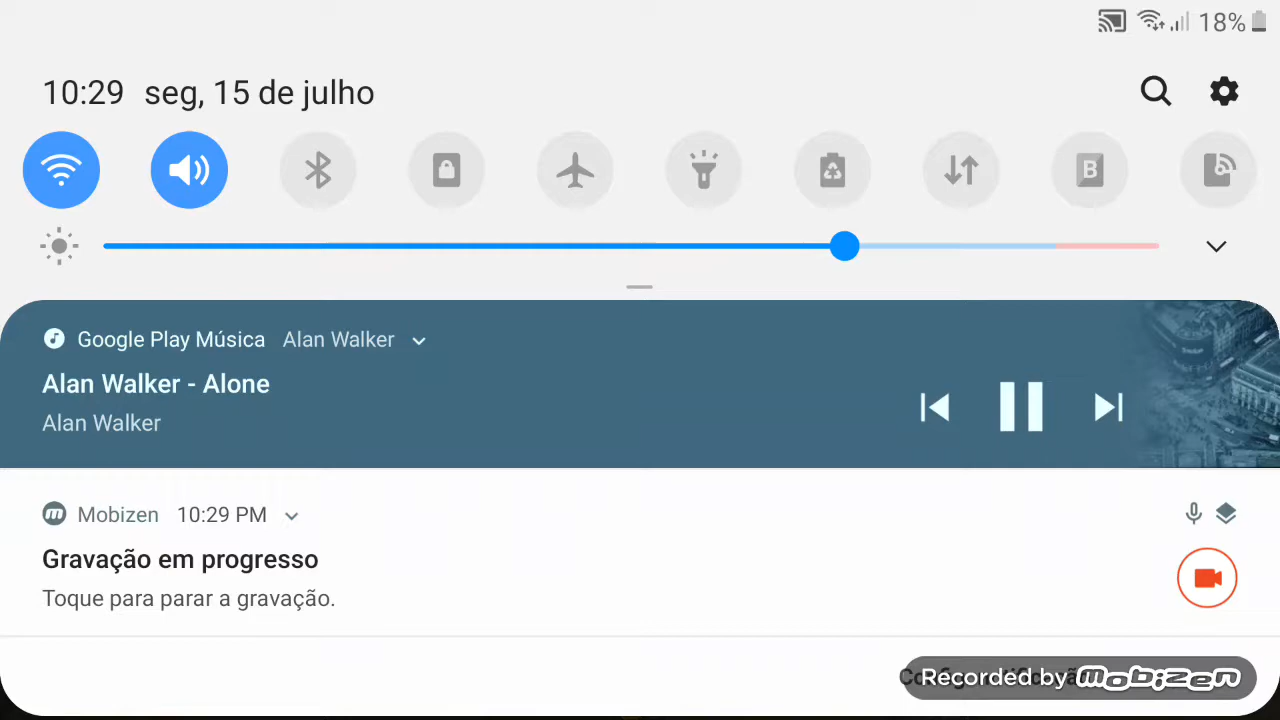 18%
10:29 seg, 15 de julho
B
Google Play Música Alan Walker
Alan Walker - Alone
Alan Walker
Mobizen 10:29 PM
Gravação em progresso
Toque para parar a gravação.
Recorded by mobizen